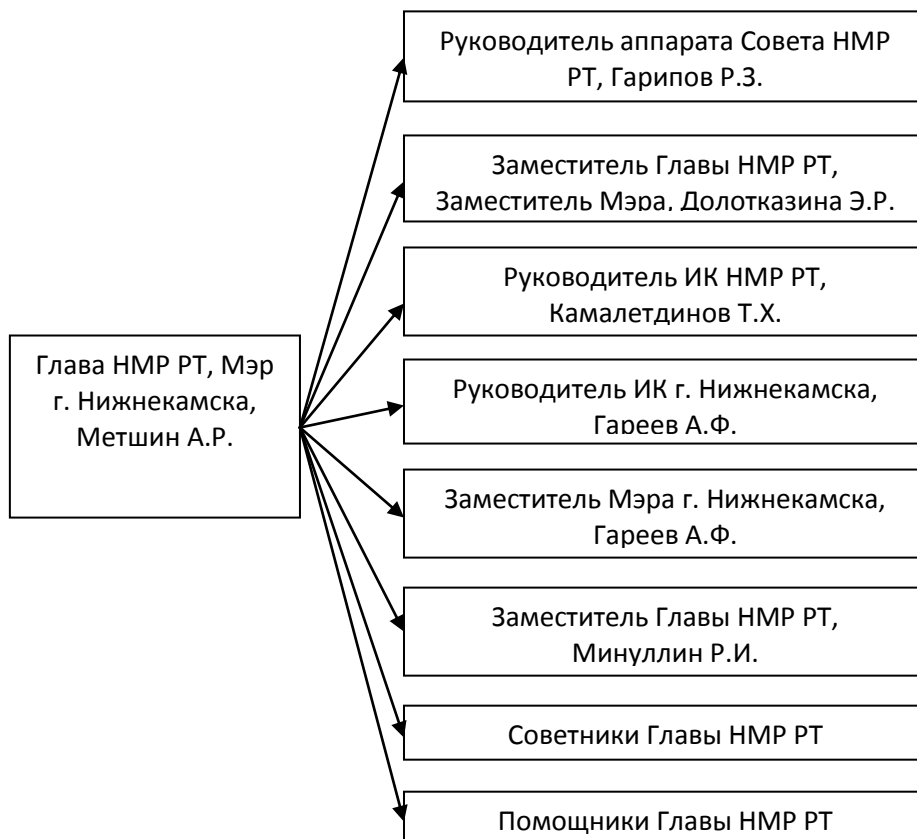 Глава НМР РТ, Мэр
г. Нижнекамска,
Метшин А.Р.
Руководитель аппарата Совета НМР
РТ, Гарипов Р.З.
Заместитель Главы НМР РТ,
Заместитель Мэра, Долотказина Э.Р.
Руководитель ИК НМР РТ,
Камалетдинов Т.Х.
Руководитель ИК г. Нижнекамска,
Гареев А.Ф.
Заместитель Мэра г. Нижнекамска,
Гареев А.Ф.
Заместитель Главы НМР РТ,
Минуллин Р.И.
Советники Главы НМР РТ
Помощники Главы НМР РТ